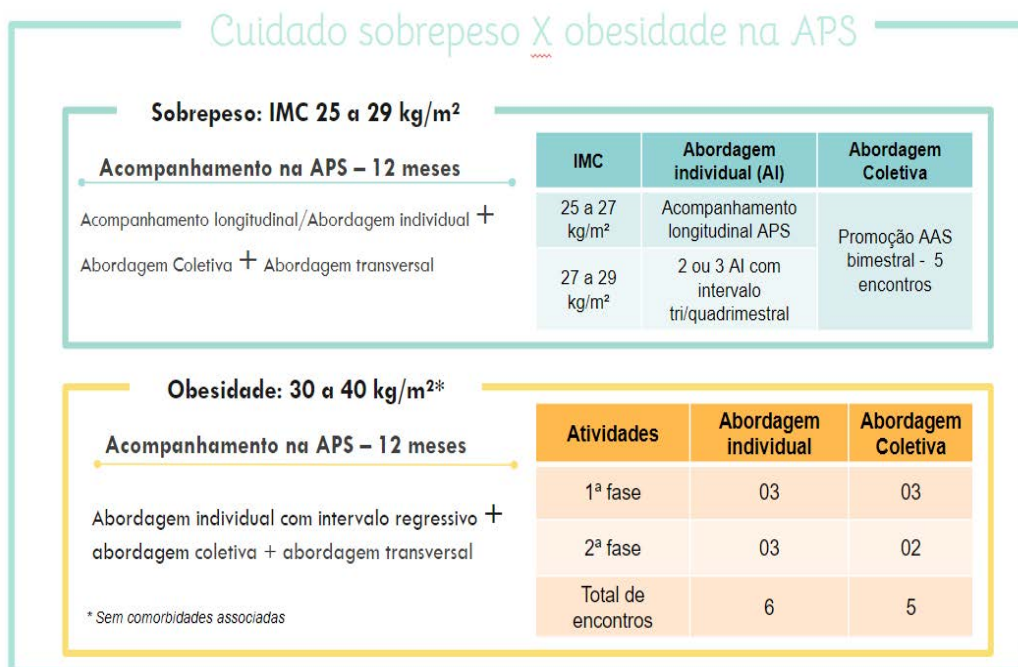 Cuidado sobrepeso X obesidade na APS
Sobrepeso: IMC 25 a 29 kg/m²
Acompanhamento na APS – 12 meses
Acompanhamento longitudinal/Abordagem individual +
Abordagem Coletiva + Abordagem transversal
IMC
Abordagem
individual (AI)
Abordagem
Coletiva
25 a 27
kg/m²
Acompanhamento
longitudinal APS
27 a 29
kg/m²
2 ou 3 AI com
intervalo
tri/quadrimestral
Promoção AAS
bimestral - 5
encontros
Obesidade: 30 a 40 kg/m²*
Acompanhamento na APS – 12 meses
Abordagem individual com intervalo regressivo +
abordagem coletiva + abordagem transversal
* Sem comorbidades associadas
Atividades
Abordagem
individual
Abordagem
Coletiva
1ª fase
03
03
2ª fase
03
02
Total de
encontros
6
5